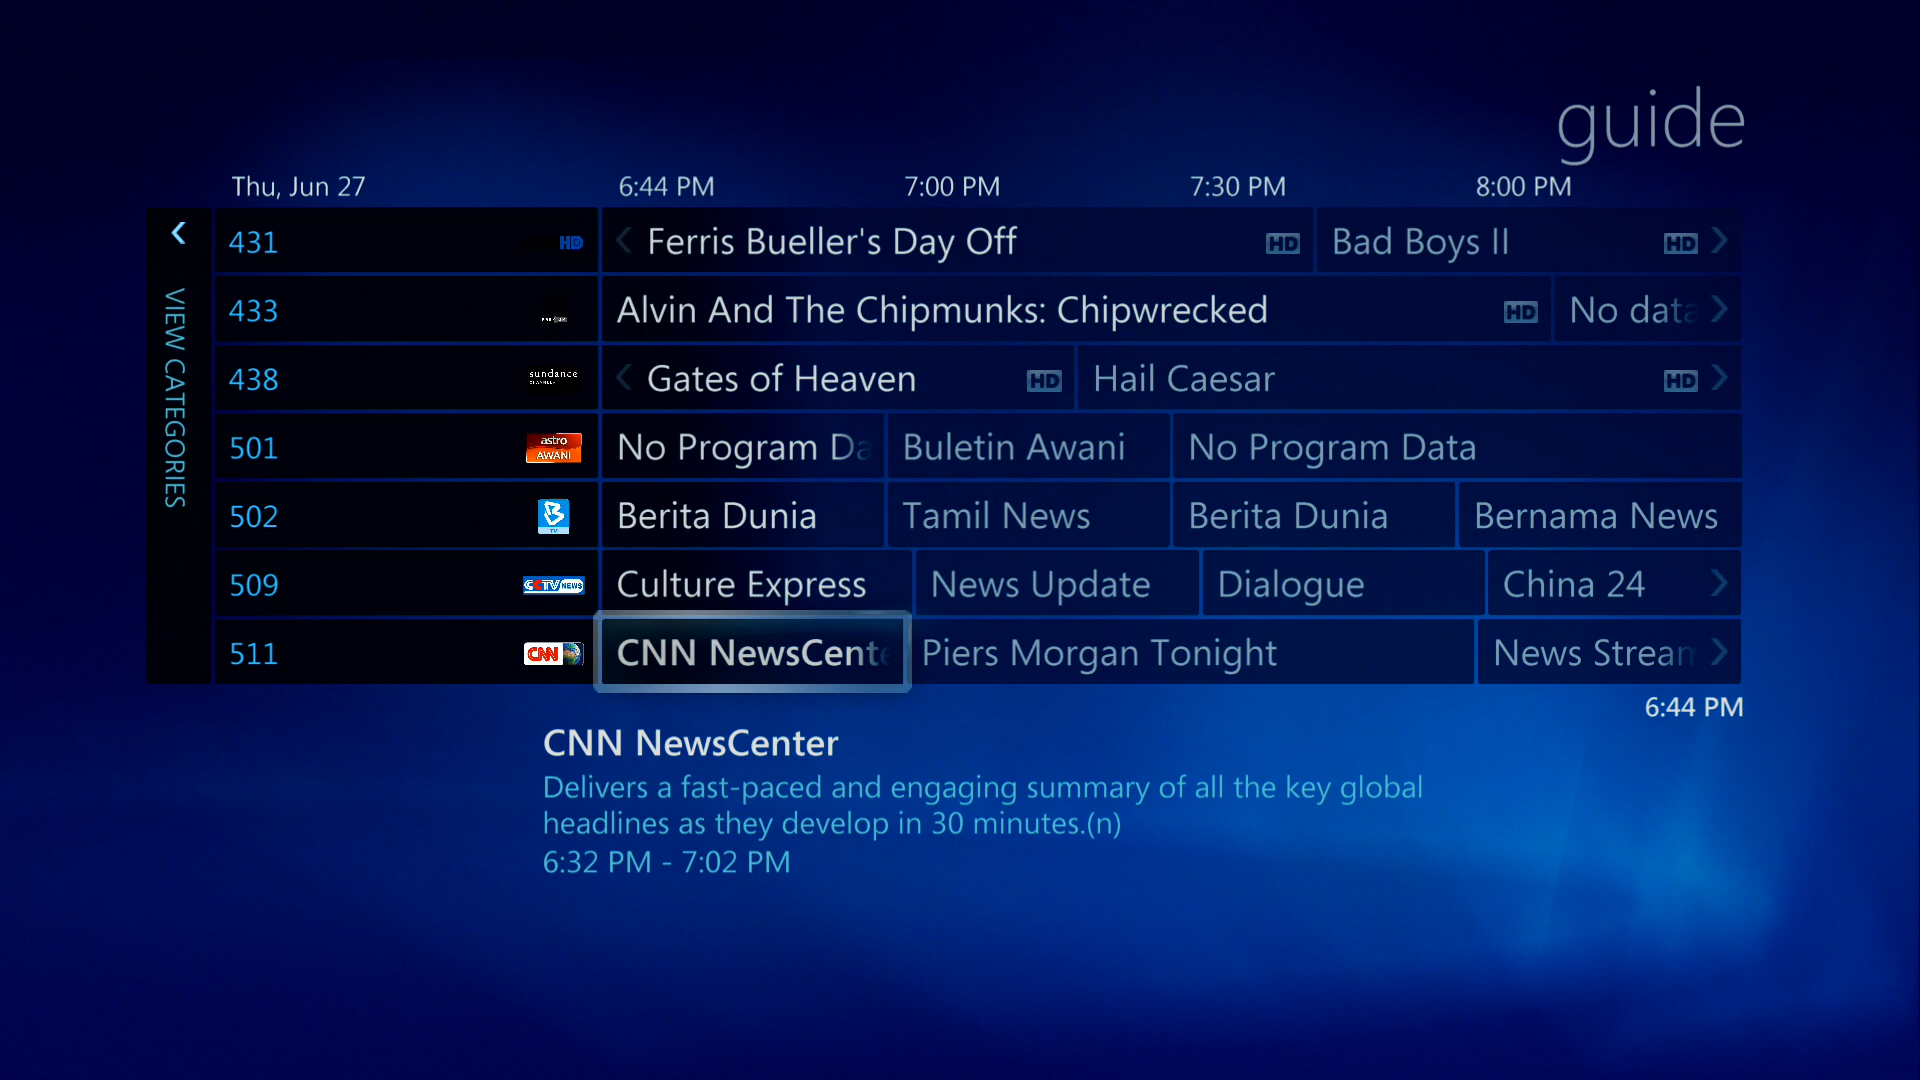 guide
Thu, Jun 27 6:44 PM 7:00 PM 7:30 PM 8:00 PM
VIEW CATEGORIES
431 HD Ferris Bueller's Day Off HD Bad Boys II HD
433 Alvin And The Chipmunks: Chipwrecked HD No data
438 sundance CHANNEL Gates of Heaven HD Hail Caesar HD
501 astro AWANI No Program Da Buletin Awani No Program Data
502 B TV Berita Dunia Tamil News Berita Dunia Bernama News
509 CCTV NEWS Culture Express News Update Dialogue China 24
511 CNN CNN NewsCente Piers Morgan Tonight News Stream
6:44 PM
CNN NewsCenter
Delivers a fast-paced and engaging summary of all the key global
headlines as they develop in 30 minutes.(n)
6:32 PM - 7:02 PM